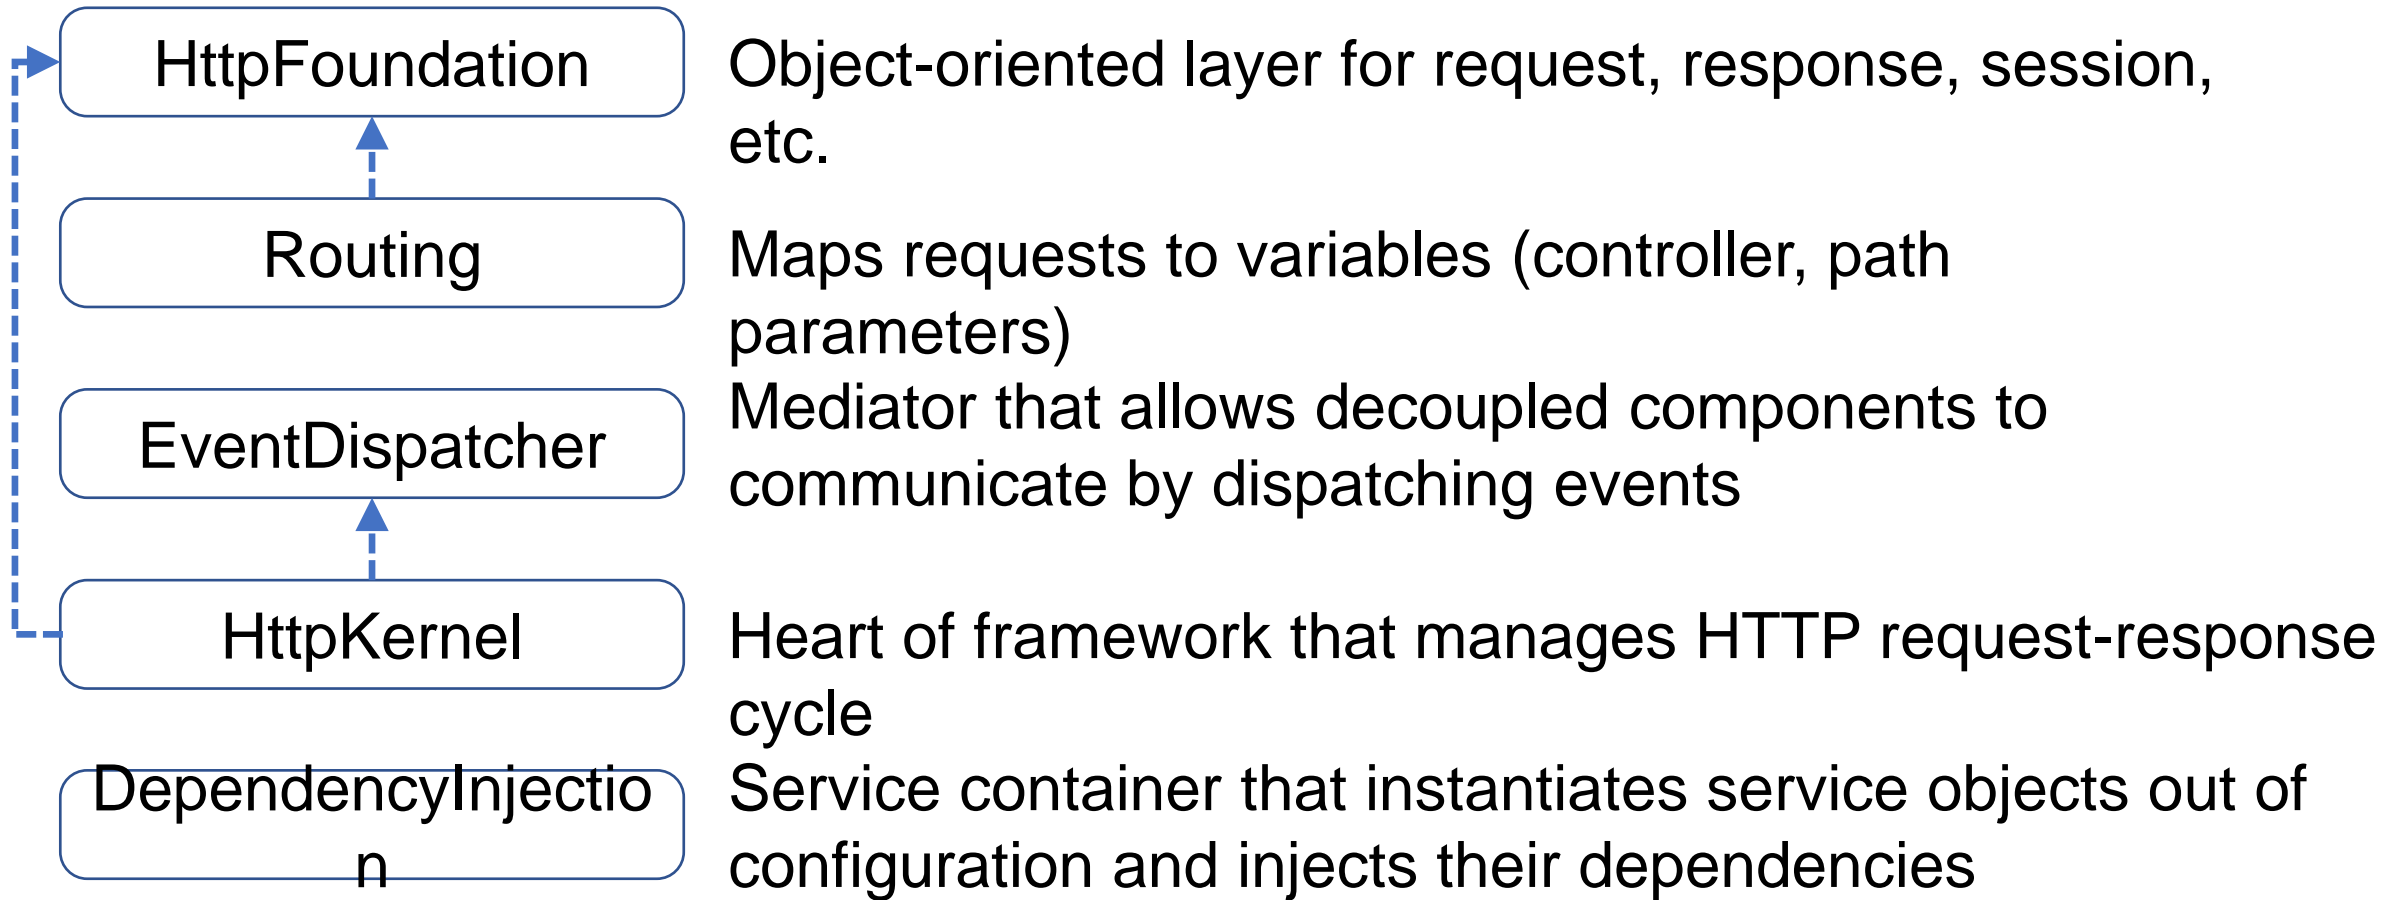 HttpFoundation
Object-oriented layer for request, response, session,
etc.
Routing
Maps requests to variables (controller, path
parameters)
EventDispatcher
Mediator that allows decoupled components to
communicate by dispatching events
HttpKernel
Heart of framework that manages HTTP request-response
cycle
DependencyInjectio
n
Service container that instantiates service objects out of
configuration and injects their dependencies